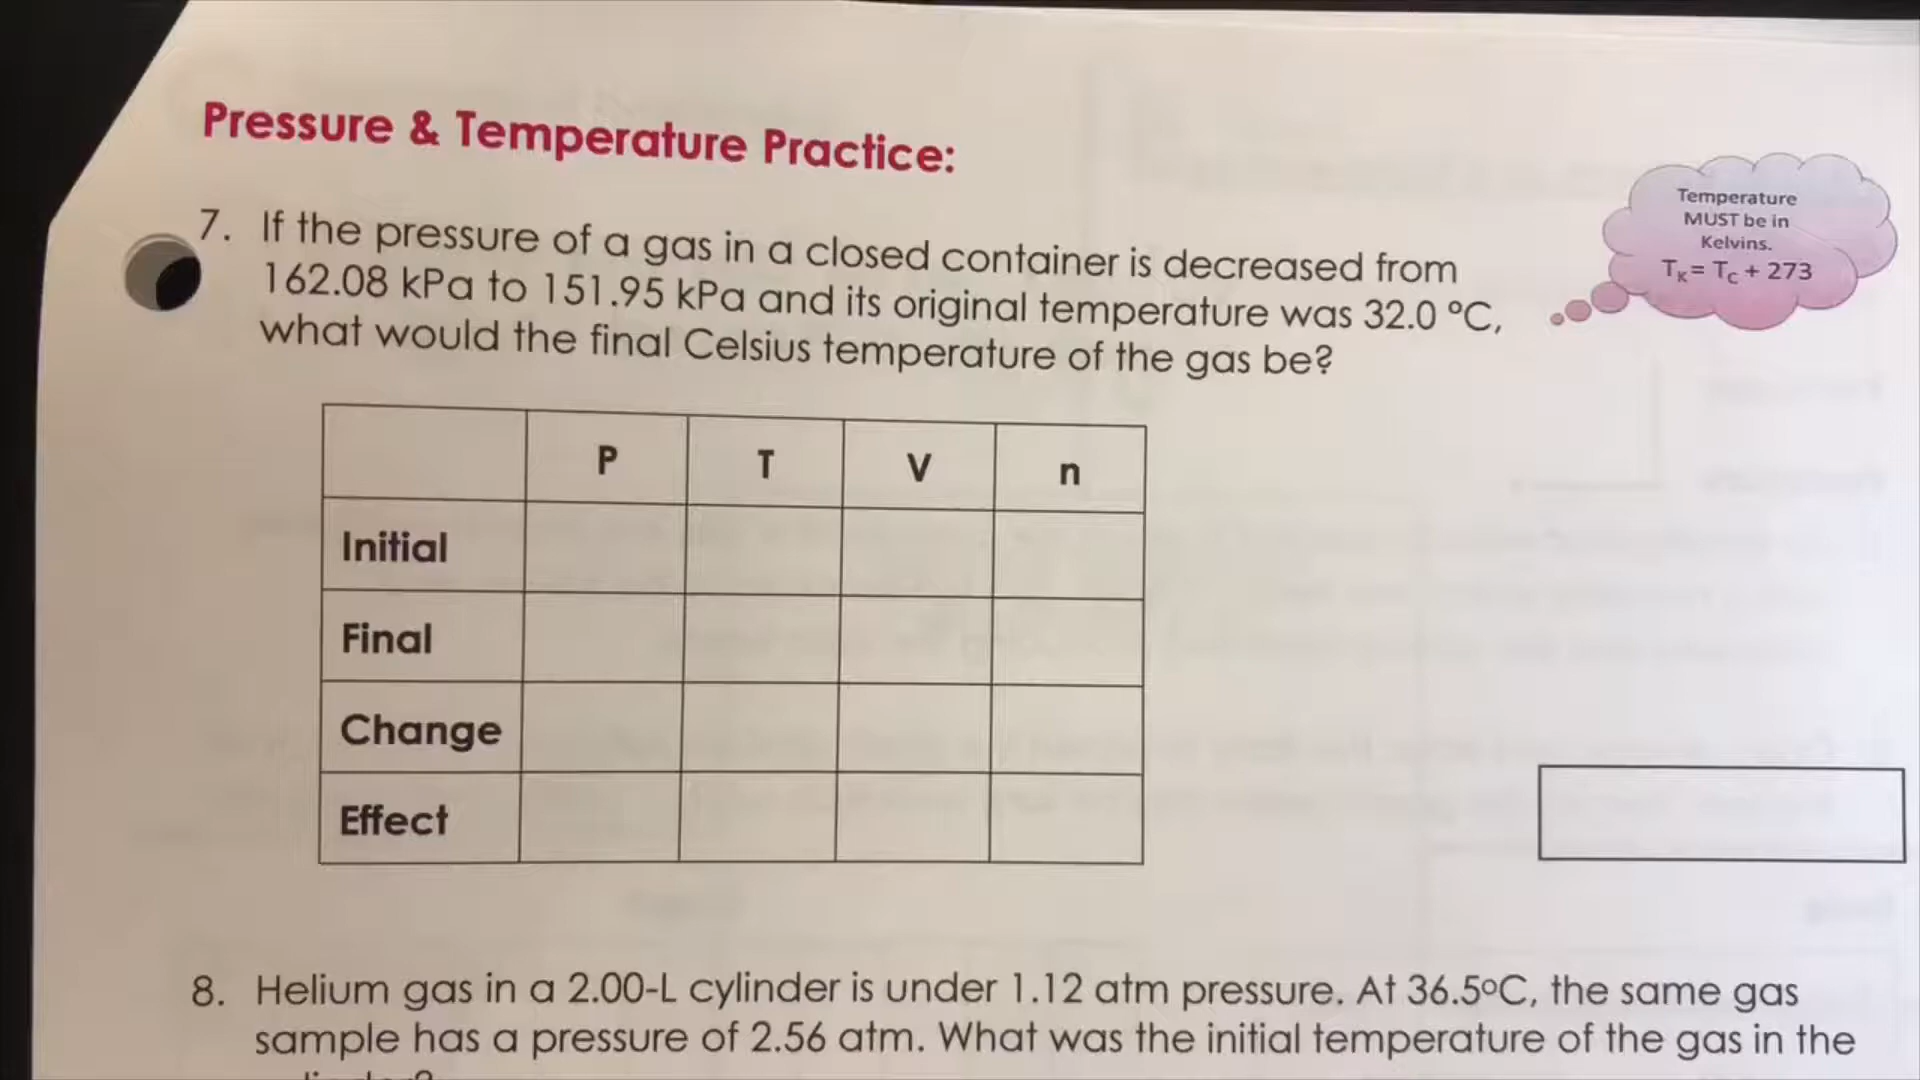 Pressure & Temperature Practice:
Temperature
MUST be in
Kelvins.
T_K = T_C + 273
7. If the pressure of a gas in a closed container is decreased from
162.08 kPa to 151.95 kPa and its original temperature was 32.0 °C,
what would the final Celsius temperature of the gas be?
P T V n
Initial
Final
Change
Effect
8. Helium gas in a 2.00-L cylinder is under 1.12 atm pressure. At 36.5°C, the same gas
sample has a pressure of 2.56 atm. What was the initial temperature of the gas in the